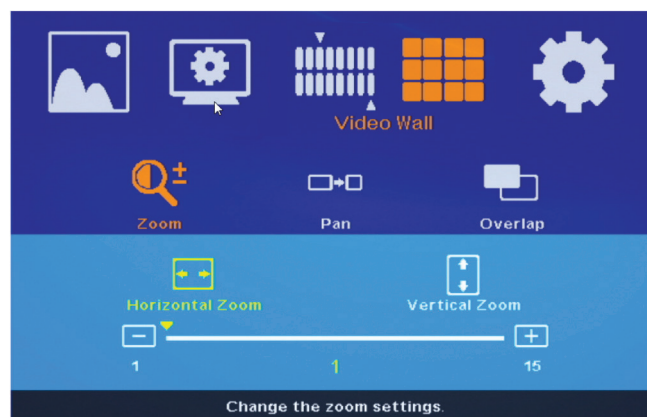 Video Wall
Zoom
Pan
Overlap
Horizontal Zoom
Vertical Zoom
1
1
15
Change the zoom settings.